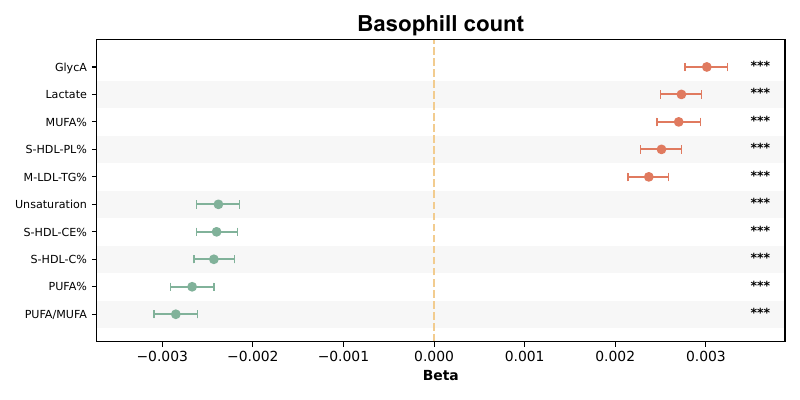 Basophill count
GlycA ***
Lactate ***
MUFA% ***
S-HDL-PL% ***
M-LDL-TG% ***
Unsaturation ***
S-HDL-CE% ***
S-HDL-C% ***
PUFA% ***
PUFA/MUFA ***
−0.003 −0.002 −0.001 0.000 0.001 0.002 0.003
Beta